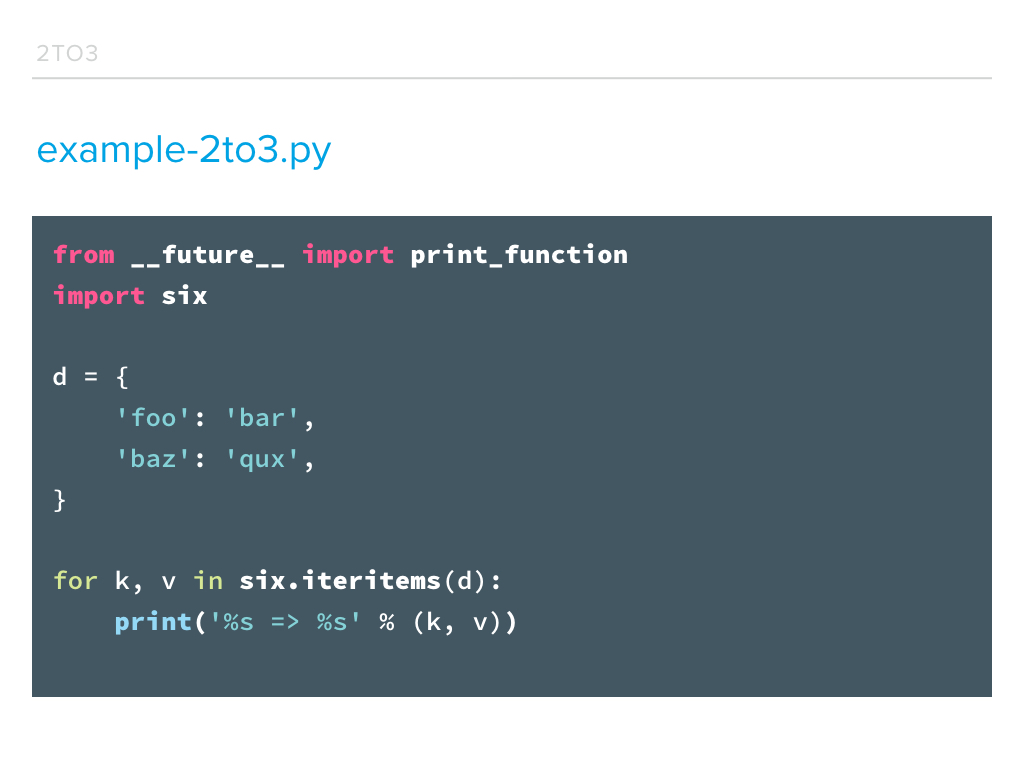 2TO3
example-2to3.py
from __future__ import print_function
import six
d = {
    'foo': 'bar',
    'baz': 'qux',
}
for k, v in six.iteritems(d):
    print('%s => %s' % (k, v))